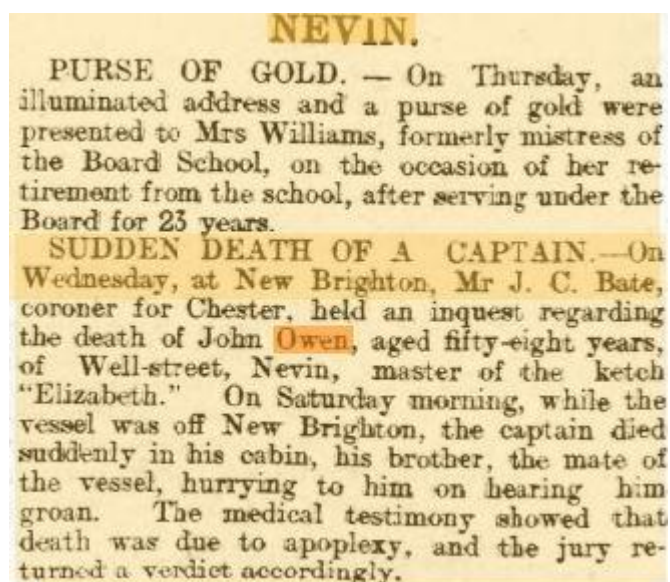 NEVIN.
PURSE OF GOLD. — On Thursday, an
illuminated address and a purse of gold were
presented to Mrs Williams, formerly mistress of
the Board School, on the occasion of her re-
tirement from the school, after serving under the
Board for 23 years.
SUDDEN DEATH OF A CAPTAIN.—On
Wednesday, at New Brighton, Mr J. C. Bate,
coroner for Chester, held an inquest regarding
the death of John Owen, aged fifty-eight years,
of Well-street, Nevin, master of the ketch
"Elizabeth." On Saturday morning, while the
vessel was off New Brighton, the captain died
suddenly in his cabin, his brother, the mate of
the vessel, hurrying to him on hearing him
groan. The medical testimony showed that
death was due to apoplexy, and the jury re-
turned a verdict accordingly.